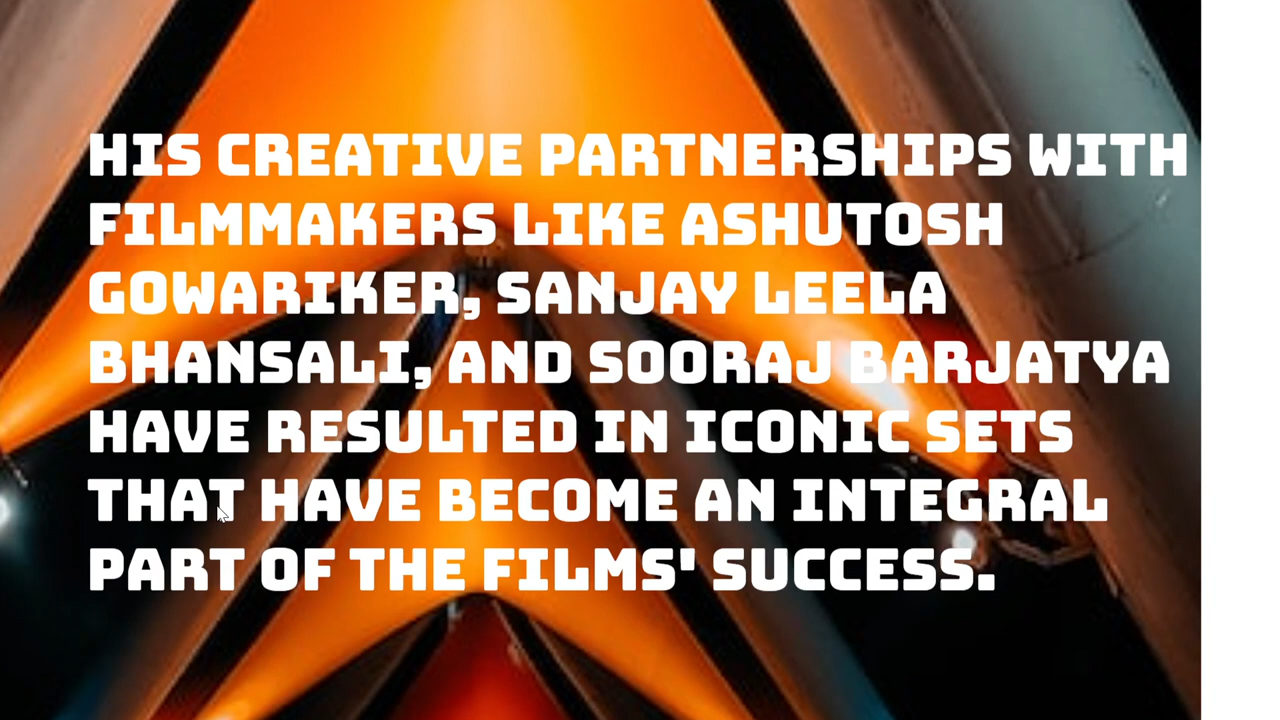 HIS CREATIVE PARTNERSHIPS WITH
FILMMAKERS LIKE ASHUTOSH
GOWARIKER, SANJAY LEELA
BHANSALI, AND SOORAJ BARJATYA
HAVE RESULTED IN ICONIC SETS
THAT HAVE BECOME AN INTEGRAL
PART OF THE FILMS' SUCCESS.